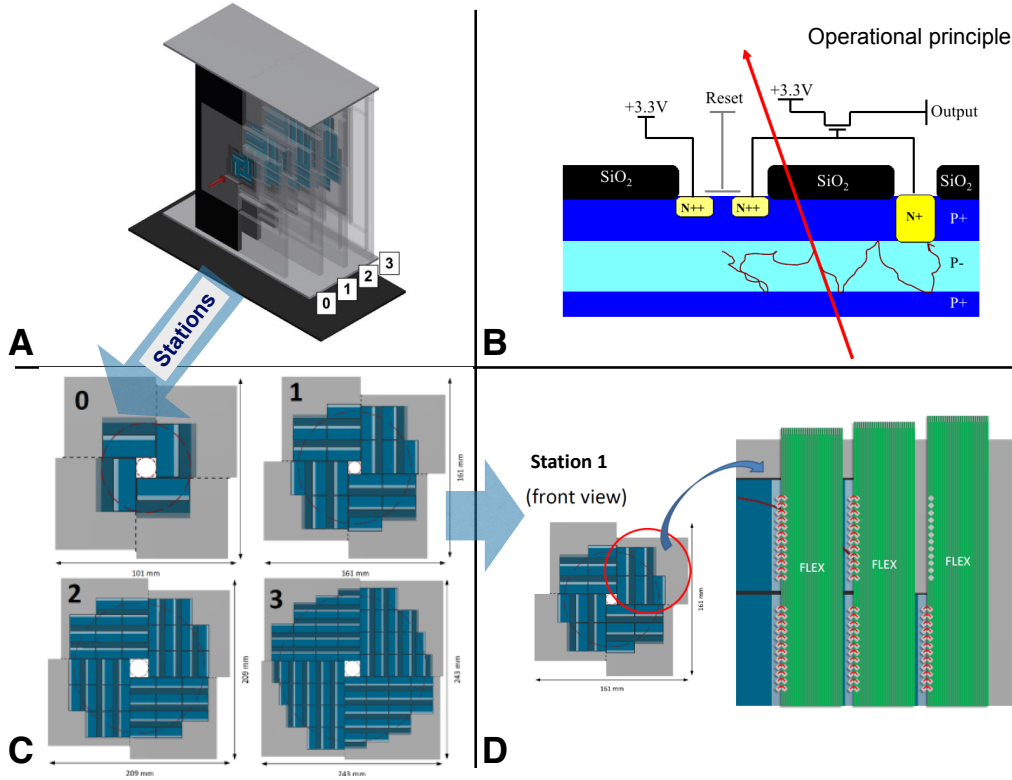 0
1
2
3
A
Stations
Operational principle
+3.3V
Reset
+3.3V
Output
SiO2
SiO2
SiO2
N++
N++
N+
P+
P-
P+
B
0
101 mm
1
161 mm
161 mm
2
209 mm
209 mm
3
243 mm
243 mm
C
Station 1
(front view)
161 mm
161 mm
FLEX
FLEX
FLEX
D